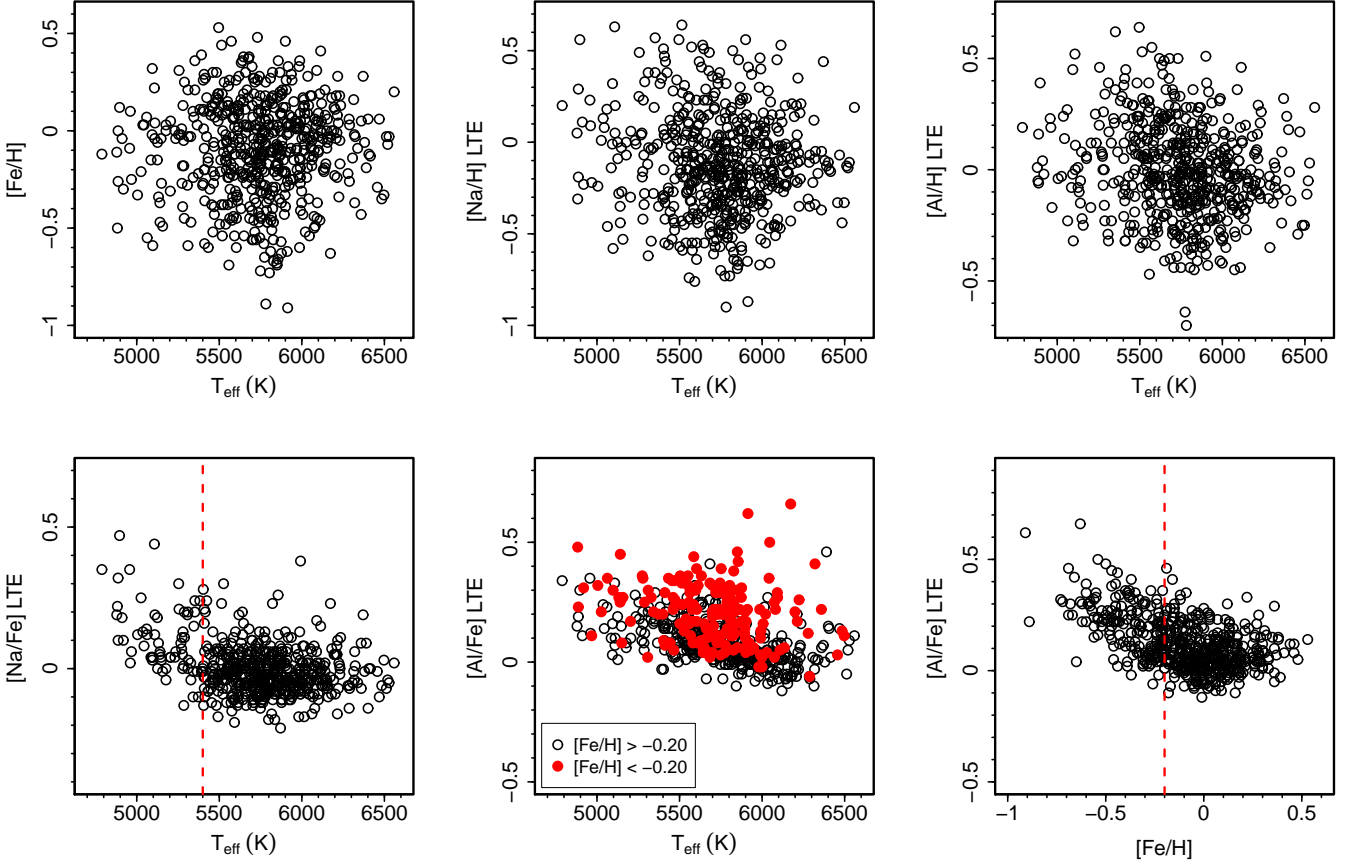 [Fe/H]
0.5
0
−0.5
−1
5000 5500 6000 6500
T_eff (K)
[Na/H] LTE
0.5
0
−0.5
−1
5000 5500 6000 6500
T_eff (K)
[Al/H] LTE
0.5
0
−0.5
5000 5500 6000 6500
T_eff (K)
[Na/Fe] LTE
0.5
0
5000 5500 6000 6500
T_eff (K)
[Al/Fe] LTE
0.5
0
−0.5
[Fe/H] > −0.20
[Fe/H] < −0.20
5000 5500 6000 6500
T_eff (K)
[Al/Fe] LTE
0.5
0
−0.5
−1 −0.5 0 0.5
[Fe/H]